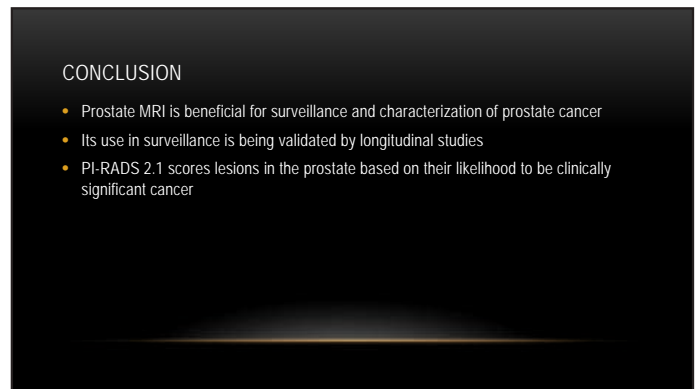 CONCLUSION
• Prostate MRI is beneficial for surveillance and characterization of prostate cancer
• Its use in surveillance is being validated by longitudinal studies
• PI-RADS 2.1 scores lesions in the prostate based on their likelihood to be clinically
significant cancer